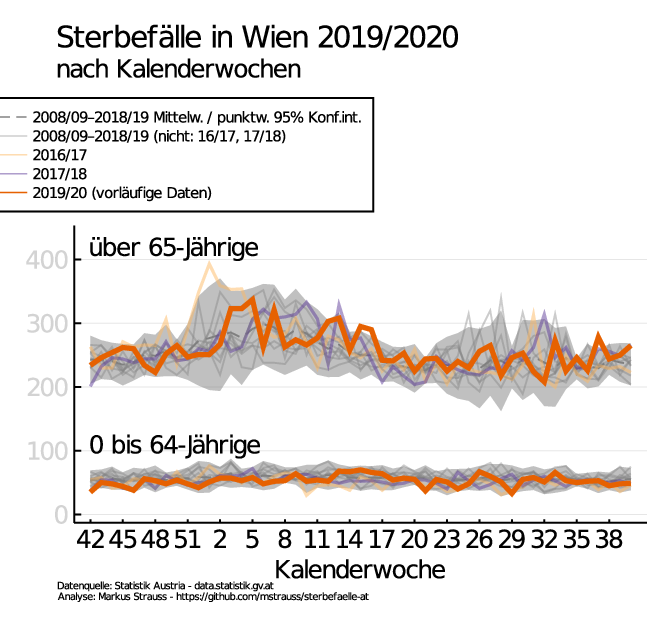 Sterbefälle in Wien 2019/2020
nach Kalenderwochen
2008/09–2018/19 Mittelw. / punktw. 95% Konf.int.
2008/09–2018/19 (nicht: 16/17, 17/18)
2016/17
2017/18
2019/20 (vorläufige Daten)
über 65-Jährige
400
300
200
0 bis 64-Jährige
100
0
42 45 48 51 2 5 8 11 14 17 20 23 26 29 32 35 38
Kalenderwoche
Datenquelle: Statistik Austria - data.statistik.gv.at
Analyse: Markus Strauss - https://github.com/mstrauss/sterbefaelle-at